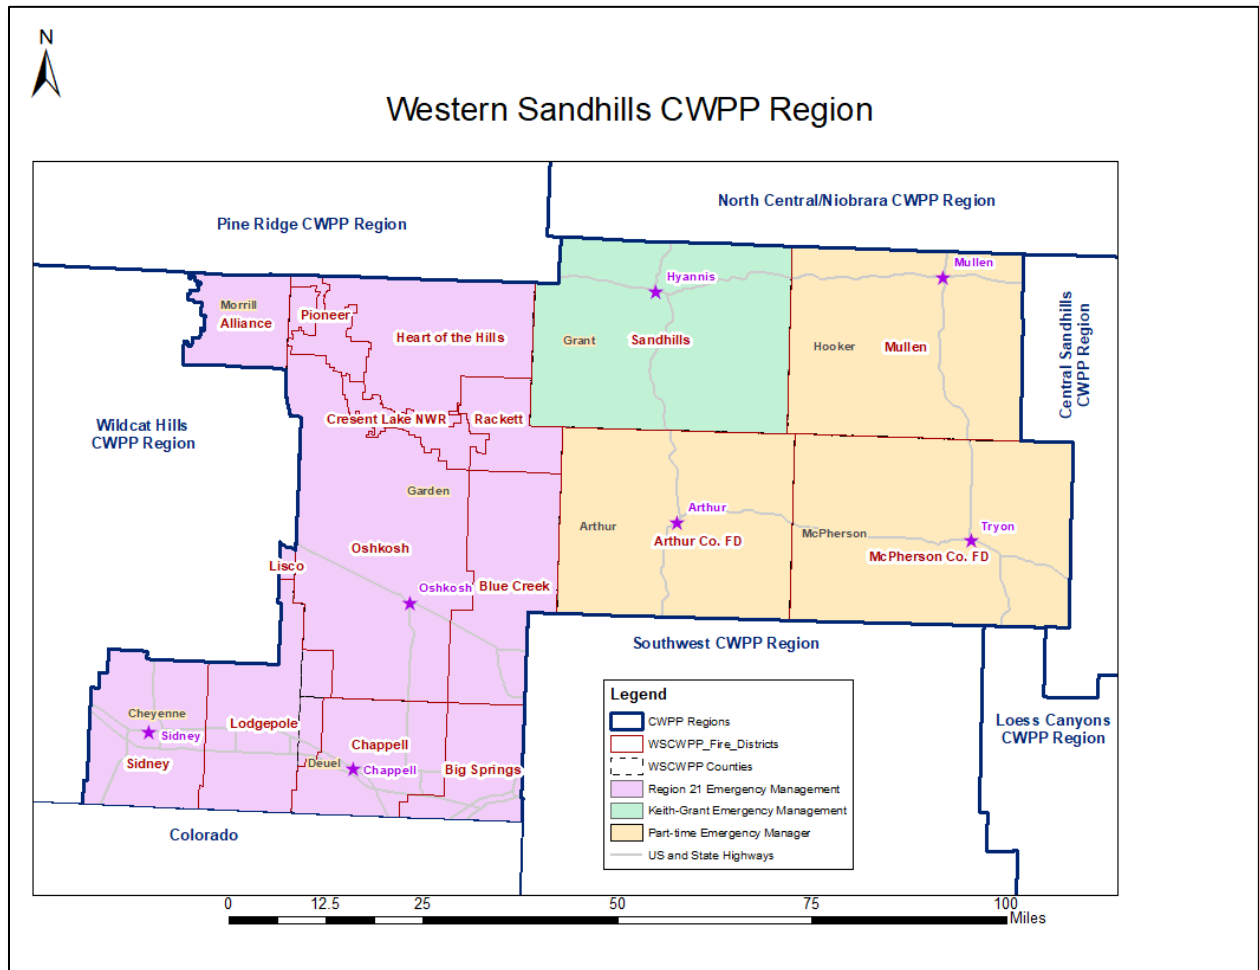 N
Western Sandhills CWPP Region
North Central/Niobrara CWPP Region
Pine Ridge CWPP Region
Mullen
Hyannis
Morrill
Alliance
Pioneer
Heart of the Hills
Grant
Sandhills
Hooker
Mullen
Central Sandhills
CWPP Region
Wildcat Hills
CWPP Region
Cresent Lake NWR
Rackett
Garden
Arthur
Arthur
Arthur Co. FD
McPherson
Tryon
McPherson Co. FD
Oshkosh
Lisco
Oshkosh
Blue Creek
Southwest CWPP Region
Cheyenne
Sidney
Sidney
Lodgepole
Chappell
Deuel
Chappell
Big Springs
Loess Canyons
CWPP Region
Colorado
Legend
CWPP Regions
WSCWPP_Fire_Districts
WSCWPP Counties
Region 21 Emergency Management
Keith-Grant Emergency Management
Part-time Emergency Manager
US and State Highways
0 12.5 25 50 75 100
Miles